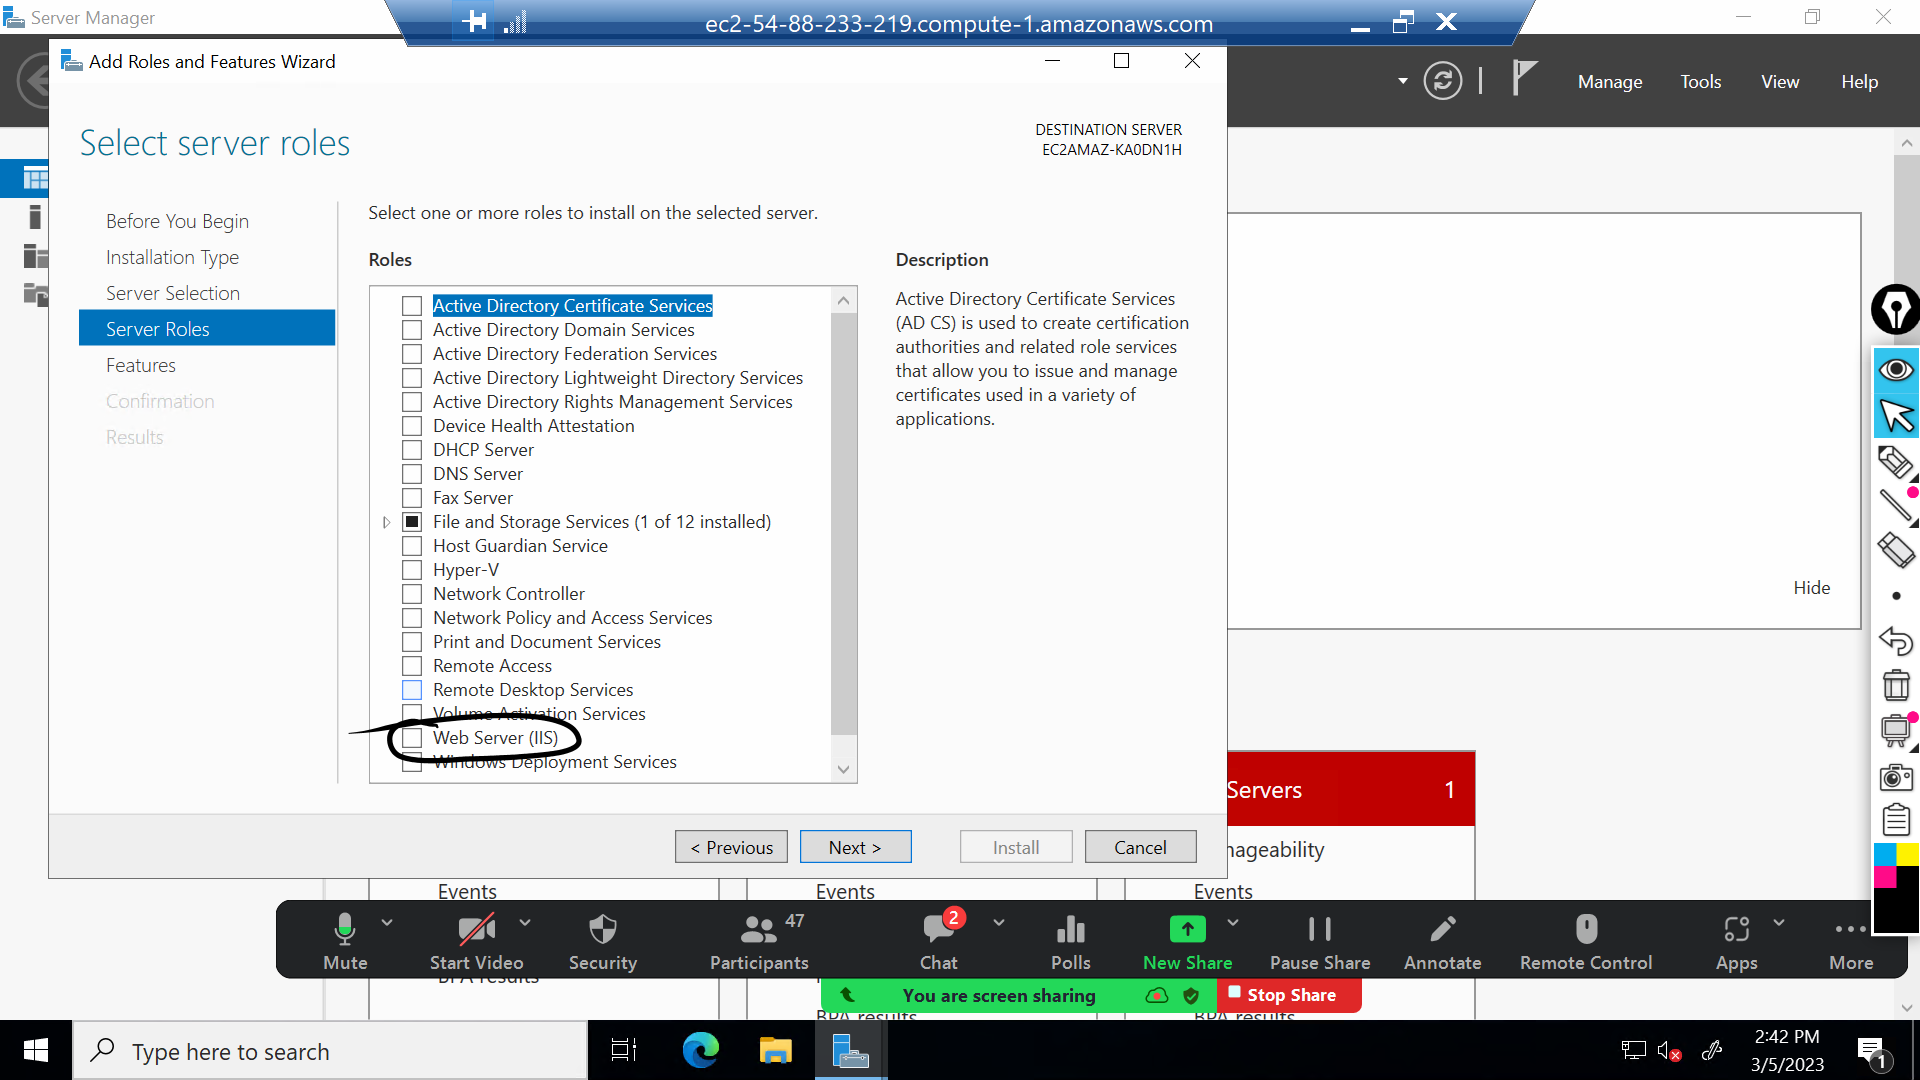 Server Manager
ec2-54-88-233-219.compute-1.amazonaws.com
Add Roles and Features Wizard
Manage Tools View Help
Select server roles
DESTINATION SERVER
EC2AMAZ-KA0DN1H
Before You Begin
Installation Type
Server Selection
Server Roles
Features
Confirmation
Results
Select one or more roles to install on the selected server.
Roles
Active Directory Certificate Services
Active Directory Domain Services
Active Directory Federation Services
Active Directory Lightweight Directory Services
Active Directory Rights Management Services
Device Health Attestation
DHCP Server
DNS Server
Fax Server
File and Storage Services (1 of 12 installed)
Host Guardian Service
Hyper-V
Network Controller
Network Policy and Access Services
Print and Document Services
Remote Access
Remote Desktop Services
Volume Activation Services
Web Server (IIS)
Windows Deployment Services
Description
Active Directory Certificate Services
(AD CS) is used to create certification
authorities and related role services
that allow you to issue and manage
certificates used in a variety of
applications.
Hide
Servers 1
nageability
< Previous
Next >
Install
Cancel
Events Events Events
Mute
Start Video
Security
47
Participants
2
Chat
Polls
New Share
Pause Share
Annotate
Remote Control
Apps
More
BPA results
You are screen sharing
Stop Share
BPA results BPA results
Type here to search
2:42 PM
3/5/2023
1